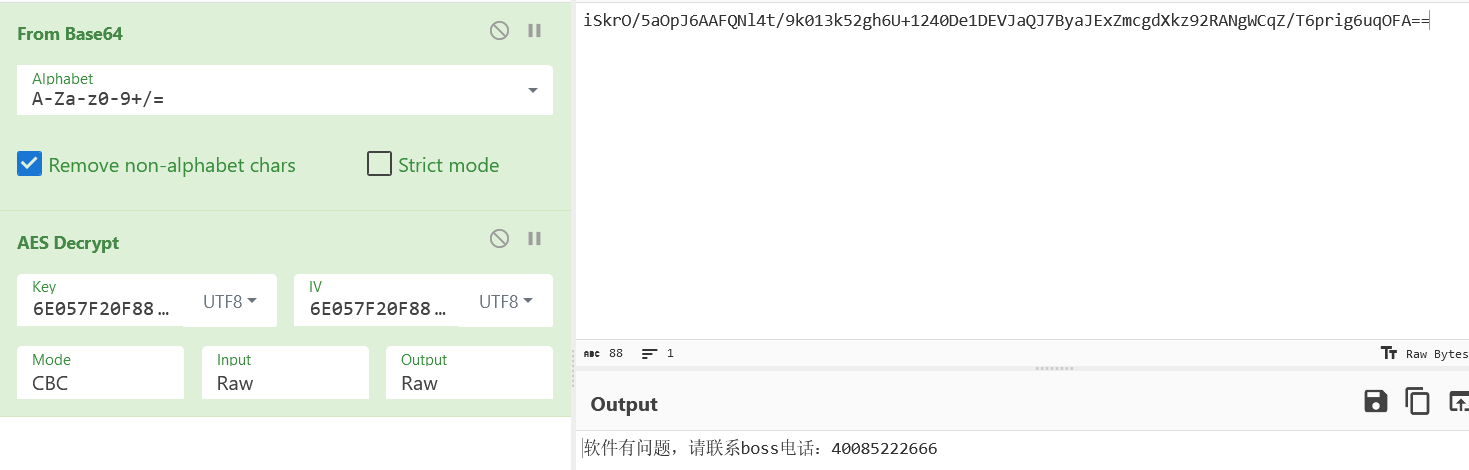 From Base64
Alphabet
A-Za-z0-9+/=
Remove non-alphabet chars
Strict mode
AES Decrypt
Key
6E057F20F88…
UTF8
IV
6E057F20F88…
UTF8
Mode
CBC
Input
Raw
Output
Raw
iSkrO/5aOpJ6AAFQNl4t/9k013k52gh6U+1240De1DEVJaQJ7ByaJExZmcgdXkz92RANgWCqZ/T6prig6uqOFA==
ABC 88
1
Tт Raw Bytes
Output
软件有问题，请联系boss电话：40085222666